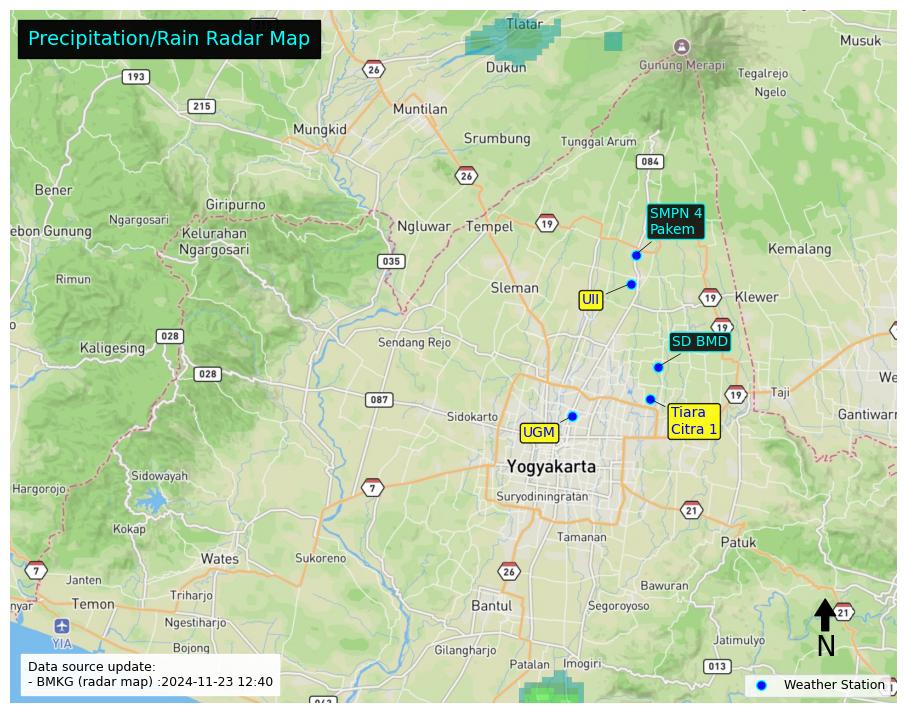 Precipitation/Rain Radar Map
Tlatar
Musuk
26
Dukun
Gunung Merapi
Tegalrejo
193
Ngelo
215
Muntilan
Mungkid
Srumbung
Tunggal Arum
084
26
Bener
Giripurno
SMPN 4
Pakem
Ngargosari
Ngluwar
Tempel
19
ebon Gunung
Kelurahan
Ngargosari
Kemalang
035
Rimun
Sleman
UII
19
Klewer
19
028
SD BMD
Kaligesing
Sendang Rejo
028
We
087
19
Taji
Sidokarto
Tiara
Citra 1
Gantiwarn
UGM
Yogyakarta
Sidowayah
Hargorojo
7
Suryodiningratan
21
Kokap
Tamanan
Patuk
Wates
Sukoreno
7
26
Janten
Bawuran
Triharjo
nyar
Temon
Bantul
Segoroyoso
21
Ngestiharjo
YIA
N
Bojong
Gilangharjo
Jatimulyo
Patalan
Imogiri
013
Data source update:
- BMKG (radar map) :2024-11-23 12:40
Weather Station